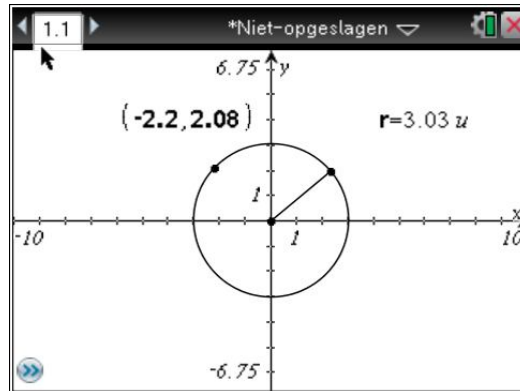 1.1 *Niet-opgeslagen
6.75 y
(-2.2,2.08) r=3.03 u
1
x
-10 1 10
-6.75